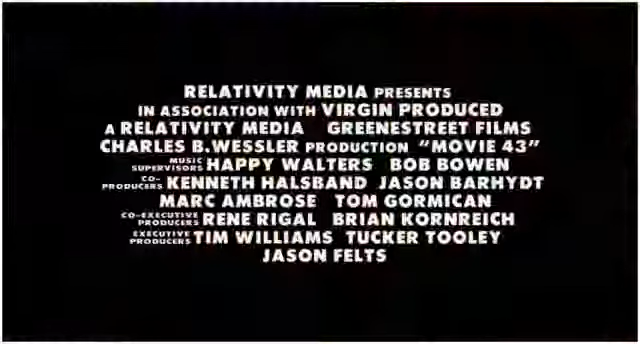 RELATIVITY MEDIA PRESENTS
IN ASSOCIATION WITH VIRGIN PRODUCED
A RELATIVITY MEDIA GREENESTREET FILMS
CHARLES B.WESSLER PRODUCTION "MOVIE 43"
MUSIC SUPERVISORS HAPPY WALTERS BOB BOWEN
CO-PRODUCERS KENNETH HALSBAND JASON BARHYDT
MARC AMBROSE TOM GORMICAN
CO-EXECUTIVE PRODUCERS RENE RIGAL BRIAN KORNREICH
EXECUTIVE PRODUCERS TIM WILLIAMS TUCKER TOOLEY
JASON FELTS